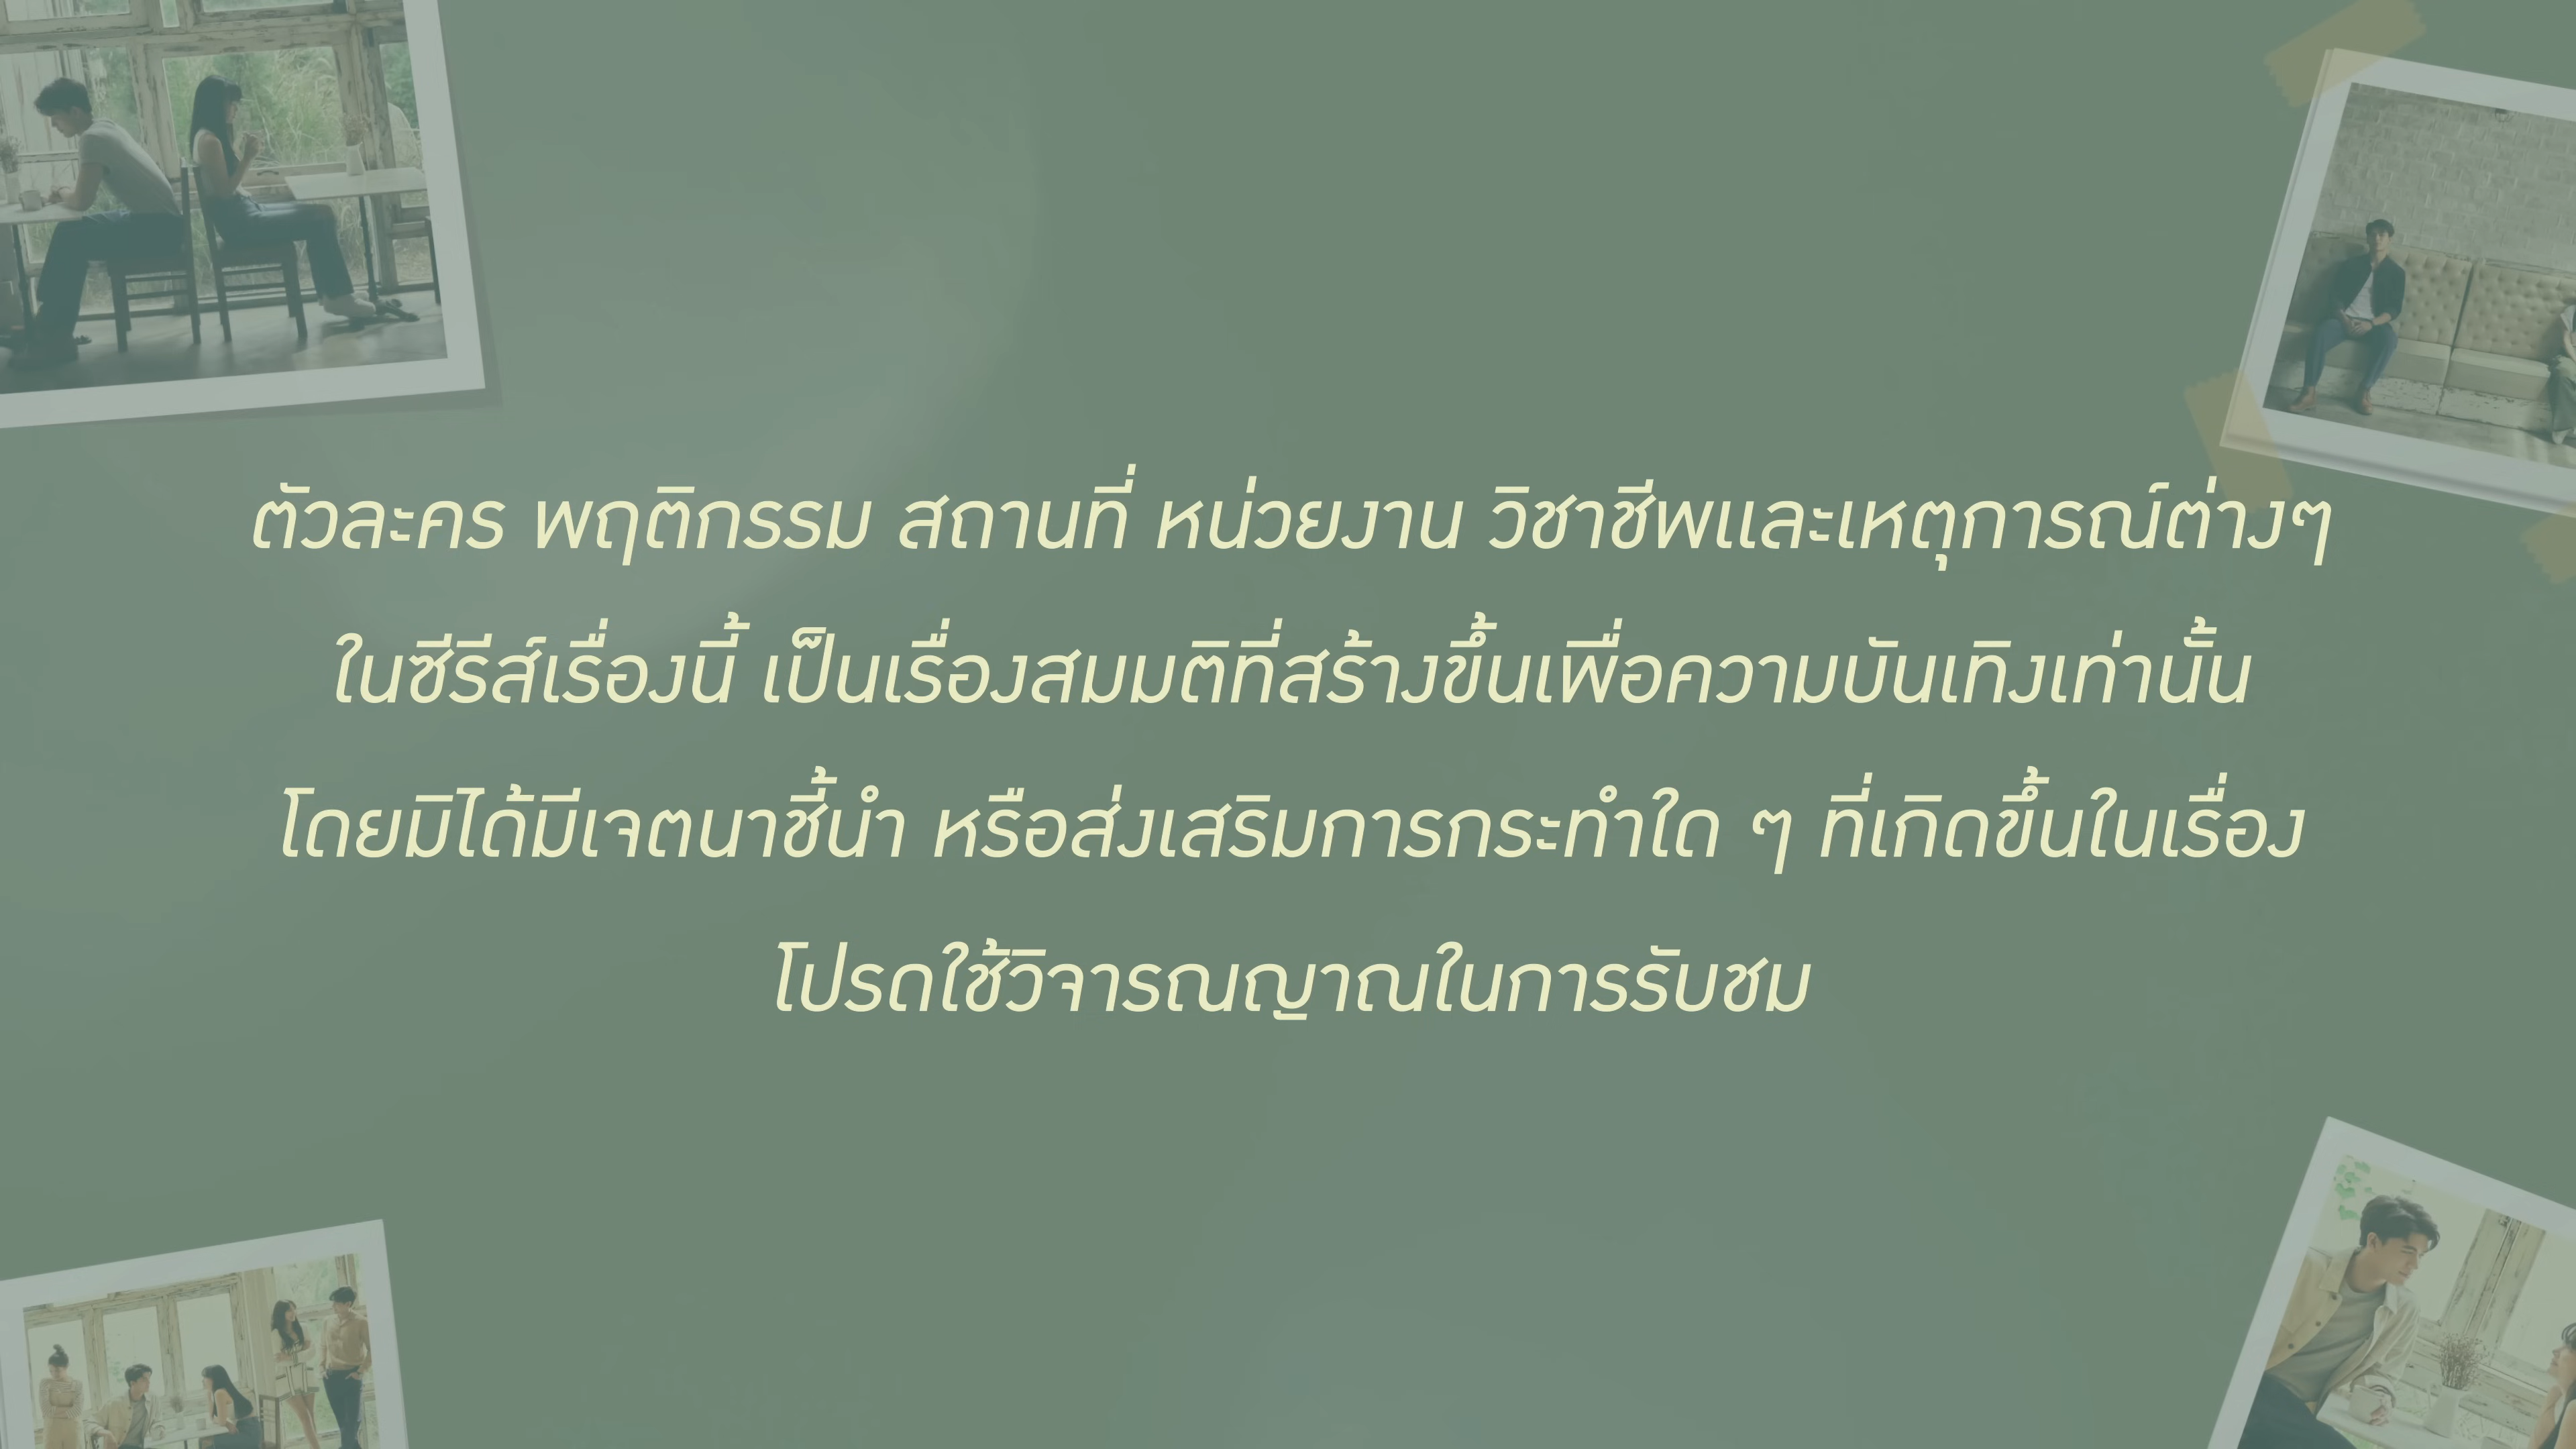 ตัวละคร พฤติกรรม สถานที่ หน่วยงาน วิชาชีพและเหตุการณ์ต่างๆ
ในซีรีส์เรื่องนี้ เป็นเรื่องสมมติที่สร้างขึ้นเพื่อความบันเทิงเท่านั้น
โดยมิได้มีเจตนาชี้นำ หรือส่งเสริมการกระทำใด ๆ ที่เกิดขึ้นในเรื่อง
โปรดใช้วิจารณญาณในการรับชม